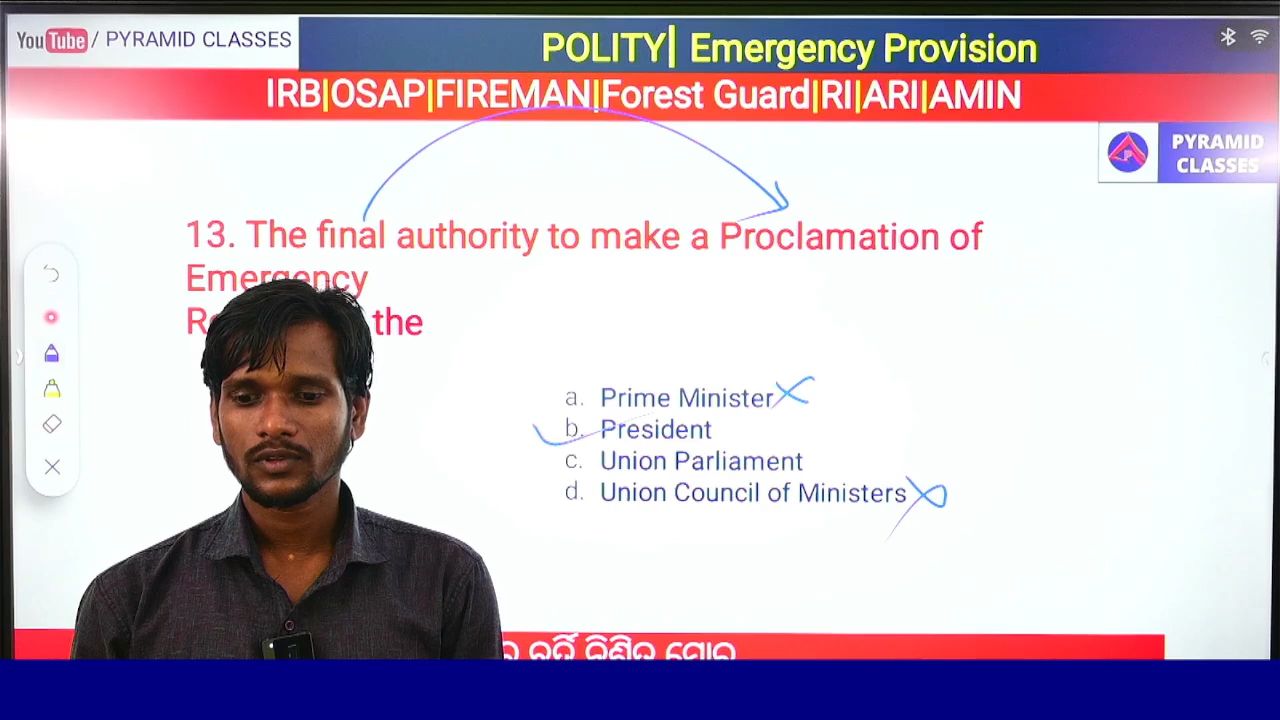 YouTube / PYRAMID CLASSES
POLITY| Emergency Provision
IRB|OSAP|FIREMAN|Forest Guard|RI|ARI|AMIN
PYRAMID
CLASSES
13. The final authority to make a Proclamation of
Emergency
the
a. Prime Minister
b. President
c. Union Parliament
d. Union Council of Ministers